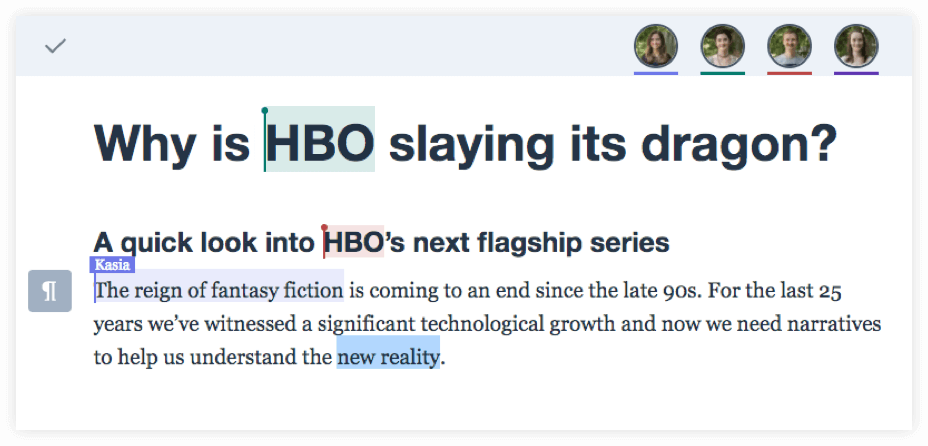 Why is HBO slaying its dragon?
A quick look into HBO’s next flagship series
Kasia
¶
The reign of fantasy fiction is coming to an end since the late 90s. For the last 25
years we’ve witnessed a significant technological growth and now we need narratives
to help us understand the new reality.